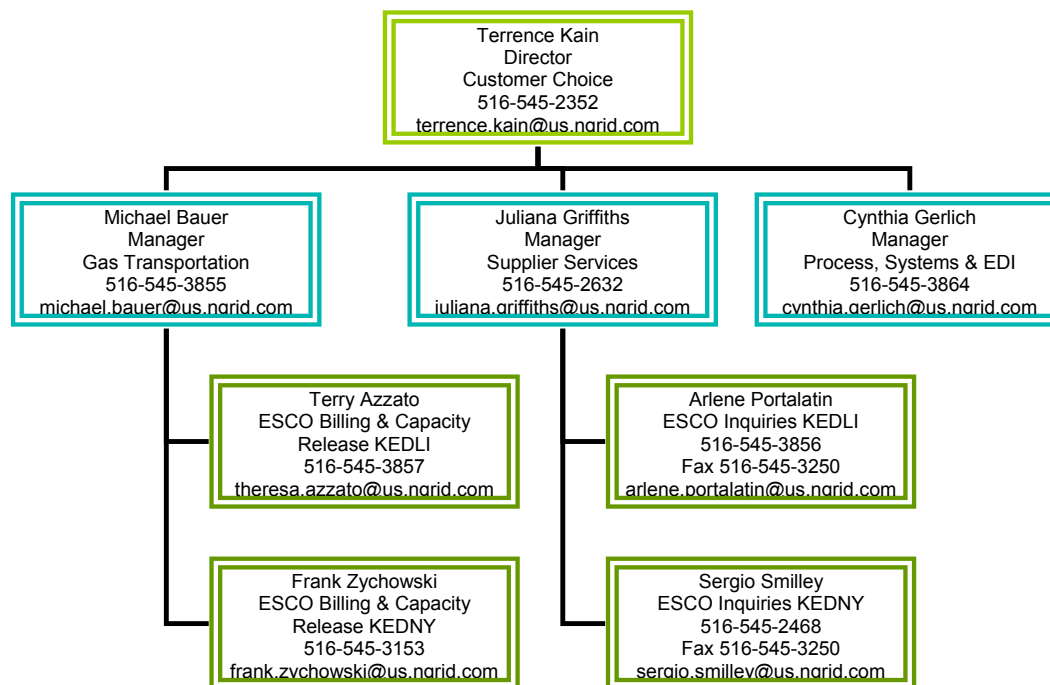 Terrence Kain
Director
Customer Choice
516-545-2352
terrence.kain@us.ngrid.com
Michael Bauer
Manager
Gas Transportation
516-545-3855
michael.bauer@us.ngrid.com
Juliana Griffiths
Manager
Supplier Services
516-545-2632
juliana.griffiths@us.ngrid.com
Cynthia Gerlich
Manager
Process, Systems & EDI
516-545-3864
cynthia.gerlich@us.ngrid.com
Terry Azzato
ESCO Billing & Capacity
Release KEDLI
516-545-3857
theresa.azzato@us.ngrid.com
Arlene Portalatin
ESCO Inquiries KEDLI
516-545-3856
Fax 516-545-3250
arlene.portalatin@us.ngrid.com
Frank Zychowski
ESCO Billing & Capacity
Release KEDNY
516-545-3153
frank.zychowski@us.ngrid.com
Sergio Smilley
ESCO Inquiries KEDNY
516-545-2468
Fax 516-545-3250
sergio.smilley@us.ngrid.com